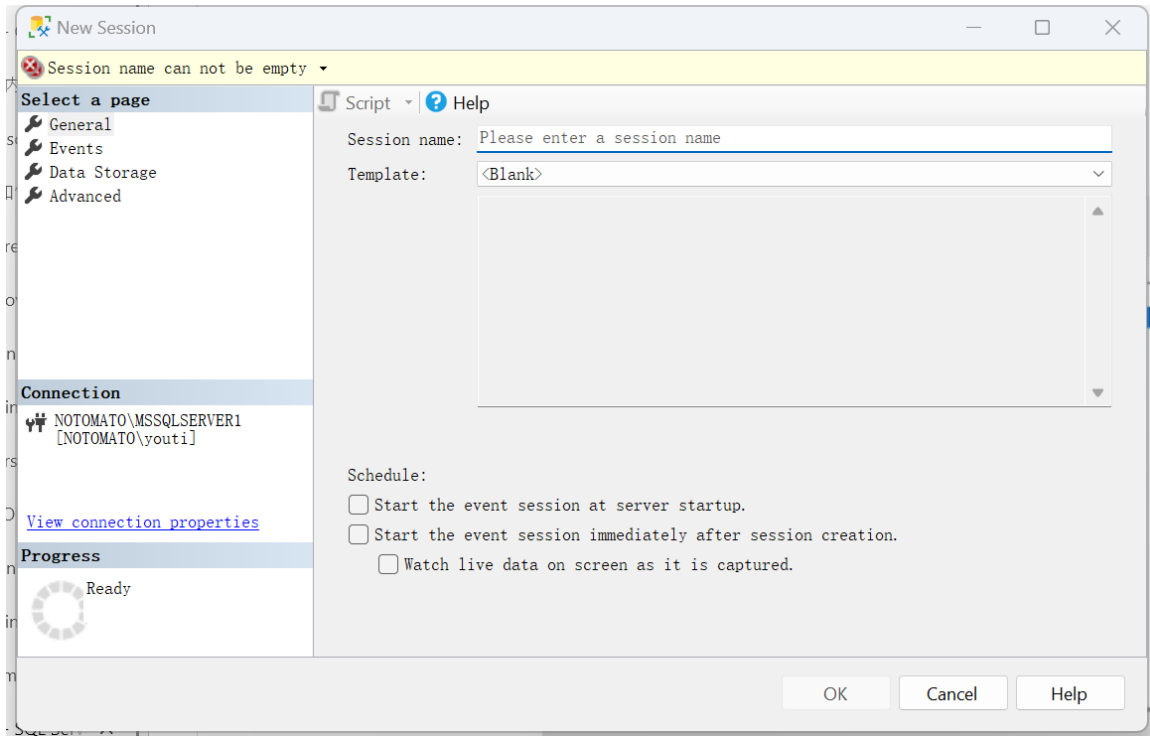 New Session
Session name can not be empty
Select a page
General
Events
Data Storage
Advanced
Script
Help
Session name: Please enter a session name
Template: <Blank>
Connection
NOTOMATO\MSSQLSERVER1
[NOTOMATO\youti]
View connection properties
Progress
Ready
Schedule:
Start the event session at server startup.
Start the event session immediately after session creation.
Watch live data on screen as it is captured.
OK
Cancel
Help